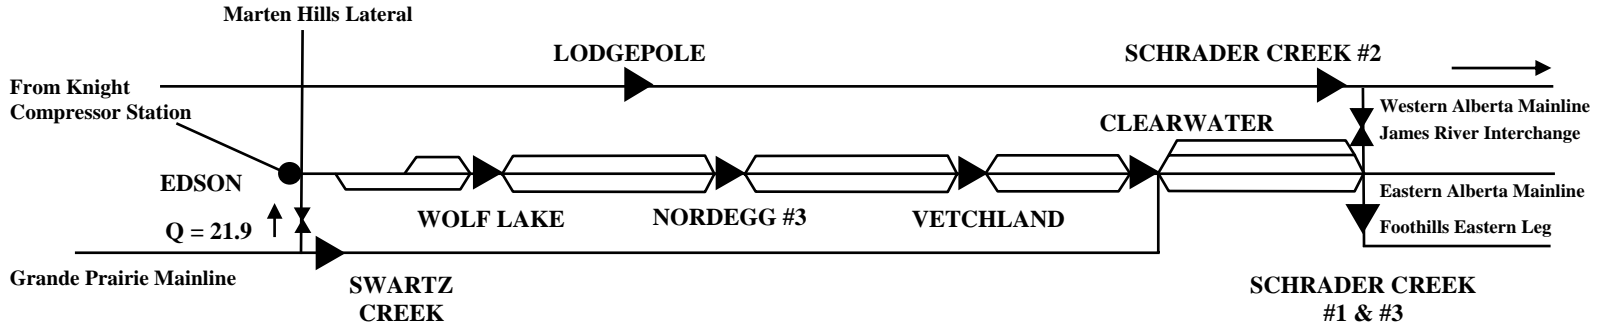 Marten Hills Lateral
LODGEPOLE
SCHRADER CREEK #2
From Knight
Compressor Station
Western Alberta Mainline
CLEARWATER
James River Interchange
EDSON
Eastern Alberta Mainline
WOLF LAKE
NORDEGG #3
VETCHLAND
Q = 21.9
Foothills Eastern Leg
Grande Prairie Mainline
SWARTZ
CREEK
SCHRADER CREEK
#1 & #3